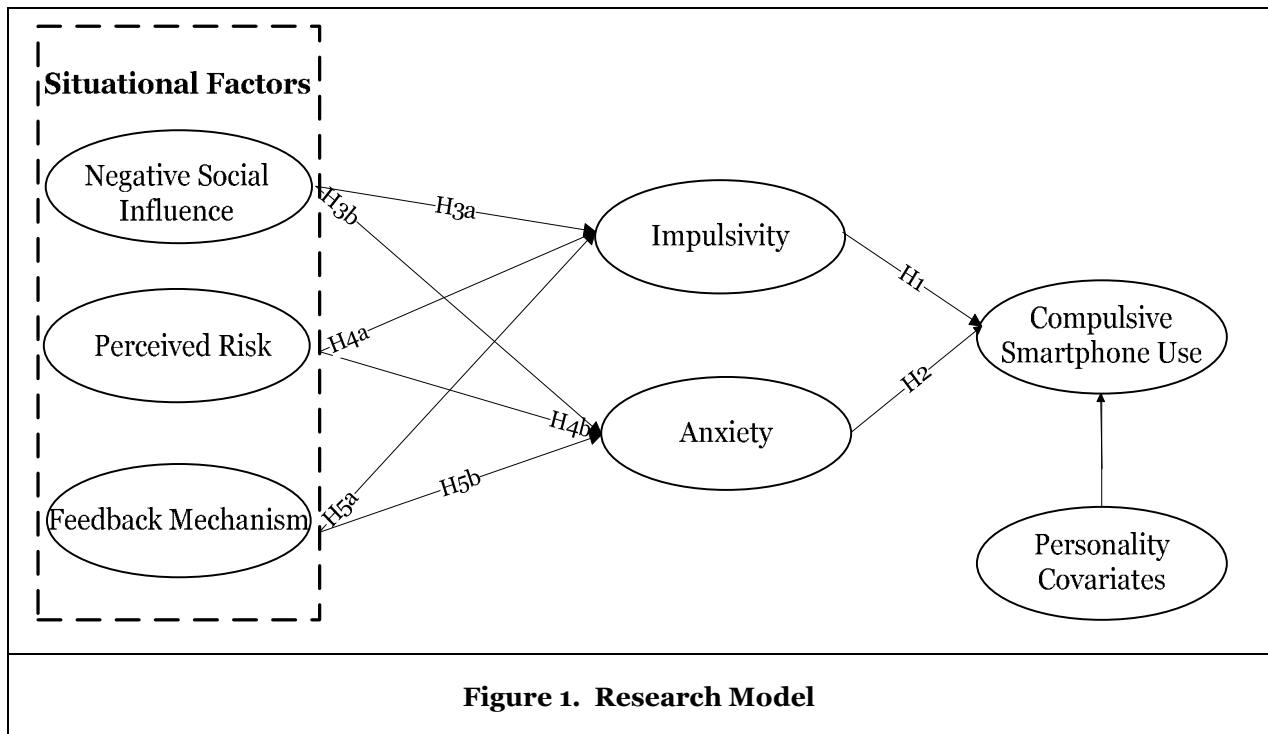 Situational Factors
Negative Social
Influence
H3a
H3b
Impulsivity
H1
Perceived Risk
H4a
H4b
Compulsive
Smartphone Use
H2
Anxiety
Feedback Mechanism
H5a
H5b
Personality
Covariates
Figure 1. Research Model